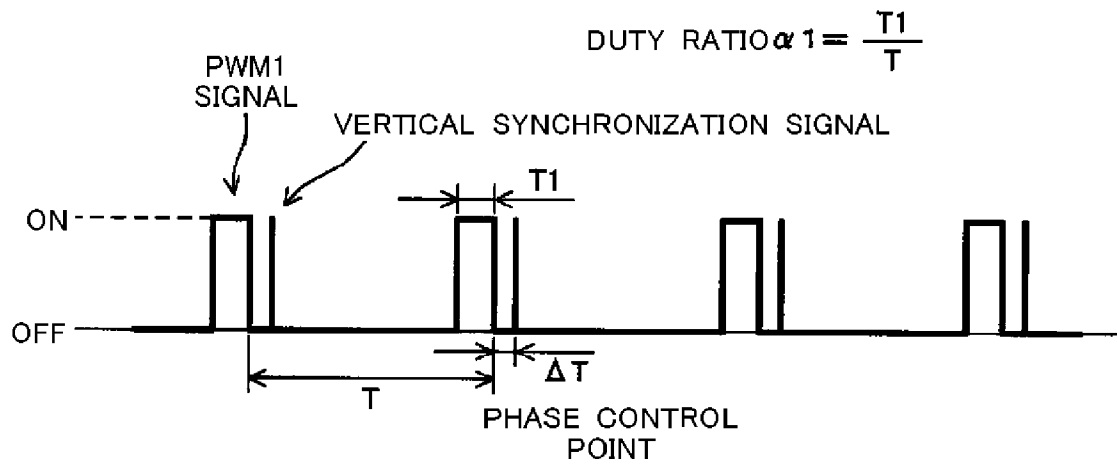 DUTY RATIO α1 = T1
T
PWM1
SIGNAL
VERTICAL SYNCHRONIZATION SIGNAL
T1
ON
OFF
ΔT
T
PHASE CONTROL
POINT